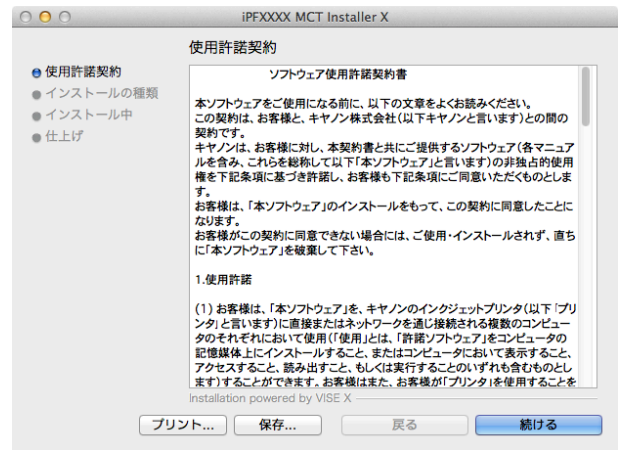 iPFXXXX MCT Installer X
使用許諾契約
使用許諾契約
インストールの種類
インストール中
仕上げ
ソフトウェア使用許諾契約書
本ソフトウェアをご使用になる前に、以下の文章をよくお読みください。
この契約は、お客様と、キヤノン株式会社(以下キヤノンと言います)との間の
契約です。
キヤノンは、お客様に対し、本契約書と共にご提供するソフトウェア(各マニュア
ルを含み、これらを総称して以下「本ソフトウェア」と言います)の非独占的使用
権を下記条項に基づき許諾し、お客様も下記条項にご同意いただくものとしま
す。
お客様は、「本ソフトウェア」のインストールをもって、この契約に同意したことに
なります。
お客様がこの契約に同意できない場合には、ご使用・インストールされず、直ち
に「本ソフトウェア」を破棄して下さい。
1.使用許諾
(1) お客様は、「本ソフトウェア」を、キヤノンのインクジェットプリンタ(以下「プリ
ンタ」と言います)に直接またはネットワークを通じ接続される複数のコンピュー
タのそれぞれにおいて使用(「使用」とは、「許諾ソフトウェア」をコンピュータの
記憶媒体上にインストールすること、またはコンピュータにおいて表示すること、
アクセスすること、読み出すこと、もしくは実行することのいずれも含むものとし
ます)することができます。お客様はまた、お客様が「プリンタ」を使用することを
Installation powered by VISE X
プリント...
保存...
戻る
続ける